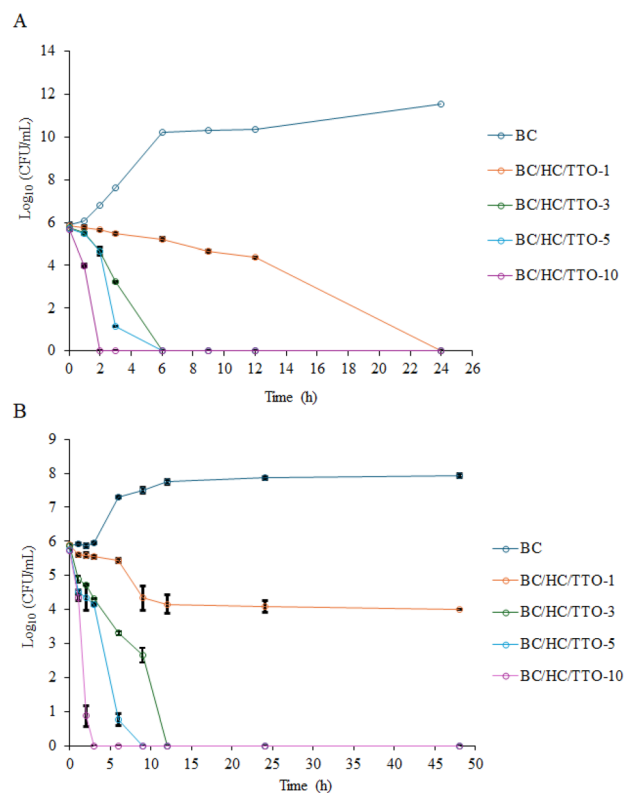 A
14
12
10
8
6
4
2
0
Log₁₀ (CFU/mL)
0 2 4 6 8 10 12 14 16 18 20 22 24 26
Time (h)
BC
BC/HC/TTO-1
BC/HC/TTO-3
BC/HC/TTO-5
BC/HC/TTO-10
B
9
8
7
6
5
4
3
2
1
0
Log₁₀ (CFU/mL)
0 5 10 15 20 25 30 35 40 45 50
Time (h)
BC
BC/HC/TTO-1
BC/HC/TTO-3
BC/HC/TTO-5
BC/HC/TTO-10